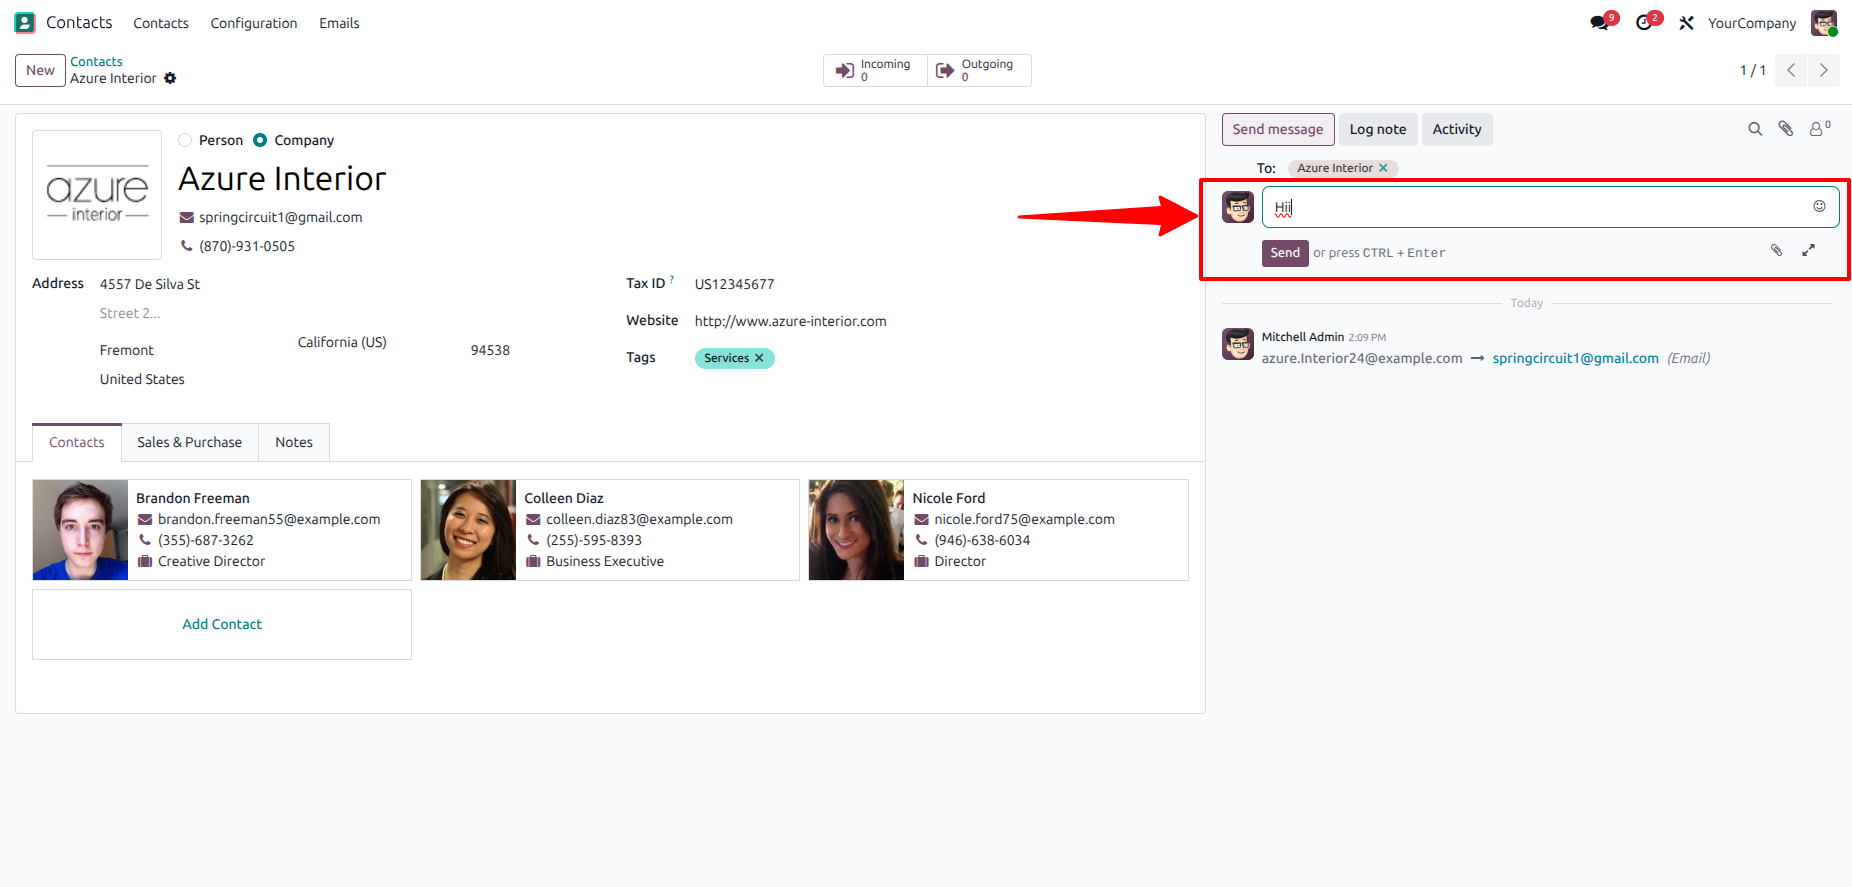 Contacts Contacts Configuration Emails 9 2 YourCompany
New Contacts Azure Interior
Incoming 0 Outgoing 0
1 / 1
azure interior
Person Company
Azure Interior
springcircuit1@gmail.com
(870)-931-0505
Address 4557 De Silva St
Street 2...
Fremont California (US) 94538
United States
Tax ID ? US12345677
Website http://www.azure-interior.com
Tags Services
Contacts Sales & Purchase Notes
Brandon Freeman
brandon.freeman55@example.com
(355)-687-3262
Creative Director
Colleen Diaz
colleen.diaz83@example.com
(255)-595-8393
Business Executive
Nicole Ford
nicole.ford75@example.com
(946)-638-6034
Director
Add Contact
Send message Log note Activity 0
To: Azure Interior
Hii
Send or press CTRL + Enter
Today
Mitchell Admin 2:09 PM
azure.Interior24@example.com → springcircuit1@gmail.com (Email)